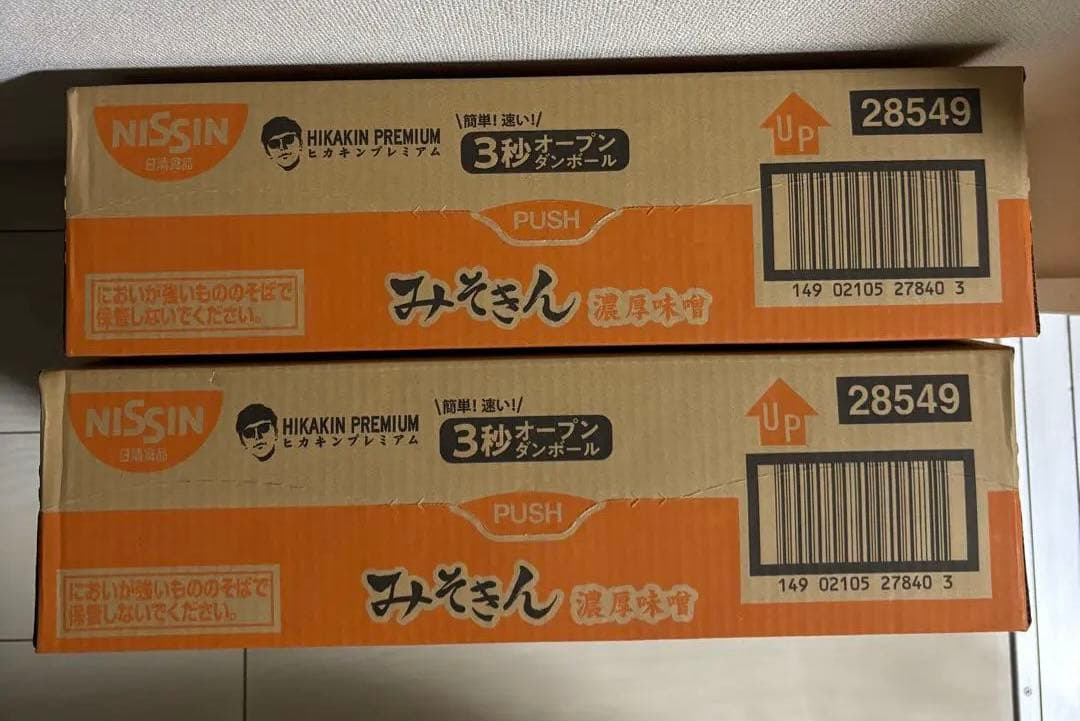 NISSIN
日清食品
HIKAKIN PREMIUM
ヒカキンプレミアム
\簡単! 速い!/
3秒オープン
ダンボール
UP
28549
PUSH
149 02105 27840 3
においが強いもののそばで
保管しないでください。
みそきん 濃厚味噌
NISSIN
日清食品
HIKAKIN PREMIUM
ヒカキンプレミアム
\簡単! 速い!/
3秒オープン
ダンボール
UP
28549
PUSH
149 02105 27840 3
においが強いもののそばで
保管しないでください。
みそきん 濃厚味噌